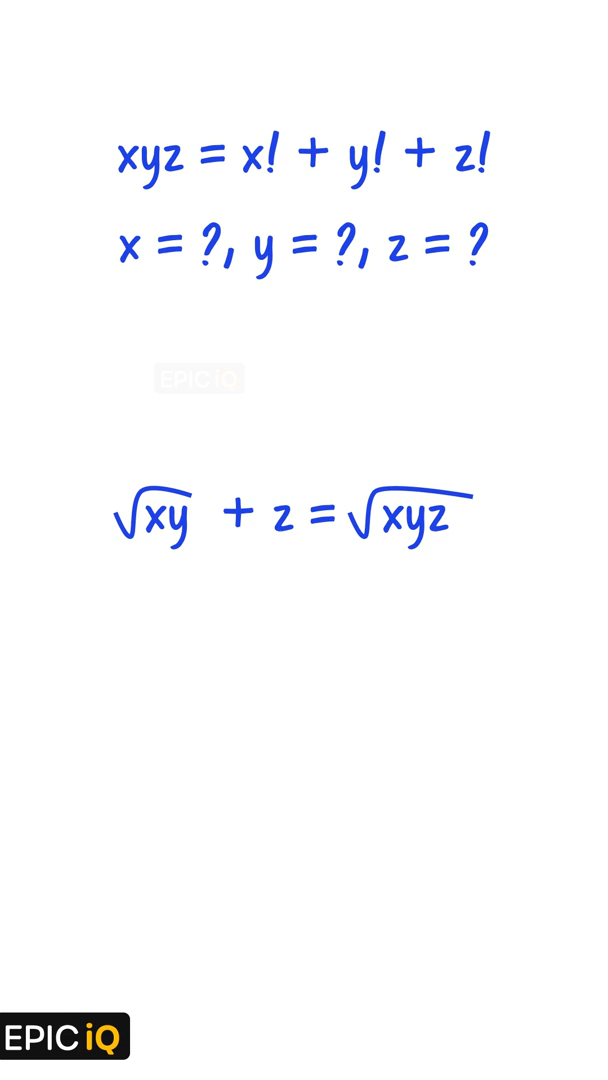 xyz = x! + y! + z!
x = ?, y = ?, z = ?
EPIC iQ
√xy + z = √xyz
EPIC iQ